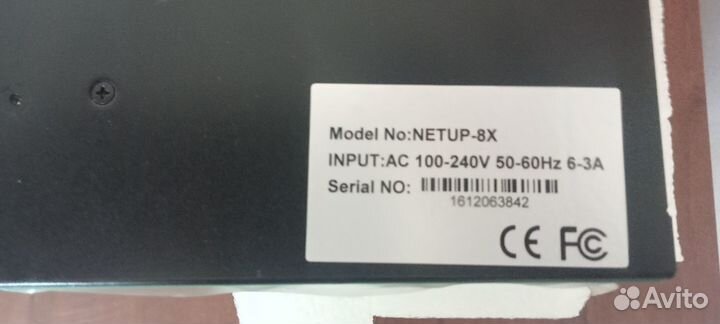 Model No:NETUP-8X
INPUT:AC 100-240V 50-60Hz 6-3A
Serial NO:
1612063842
CE FC
Avito